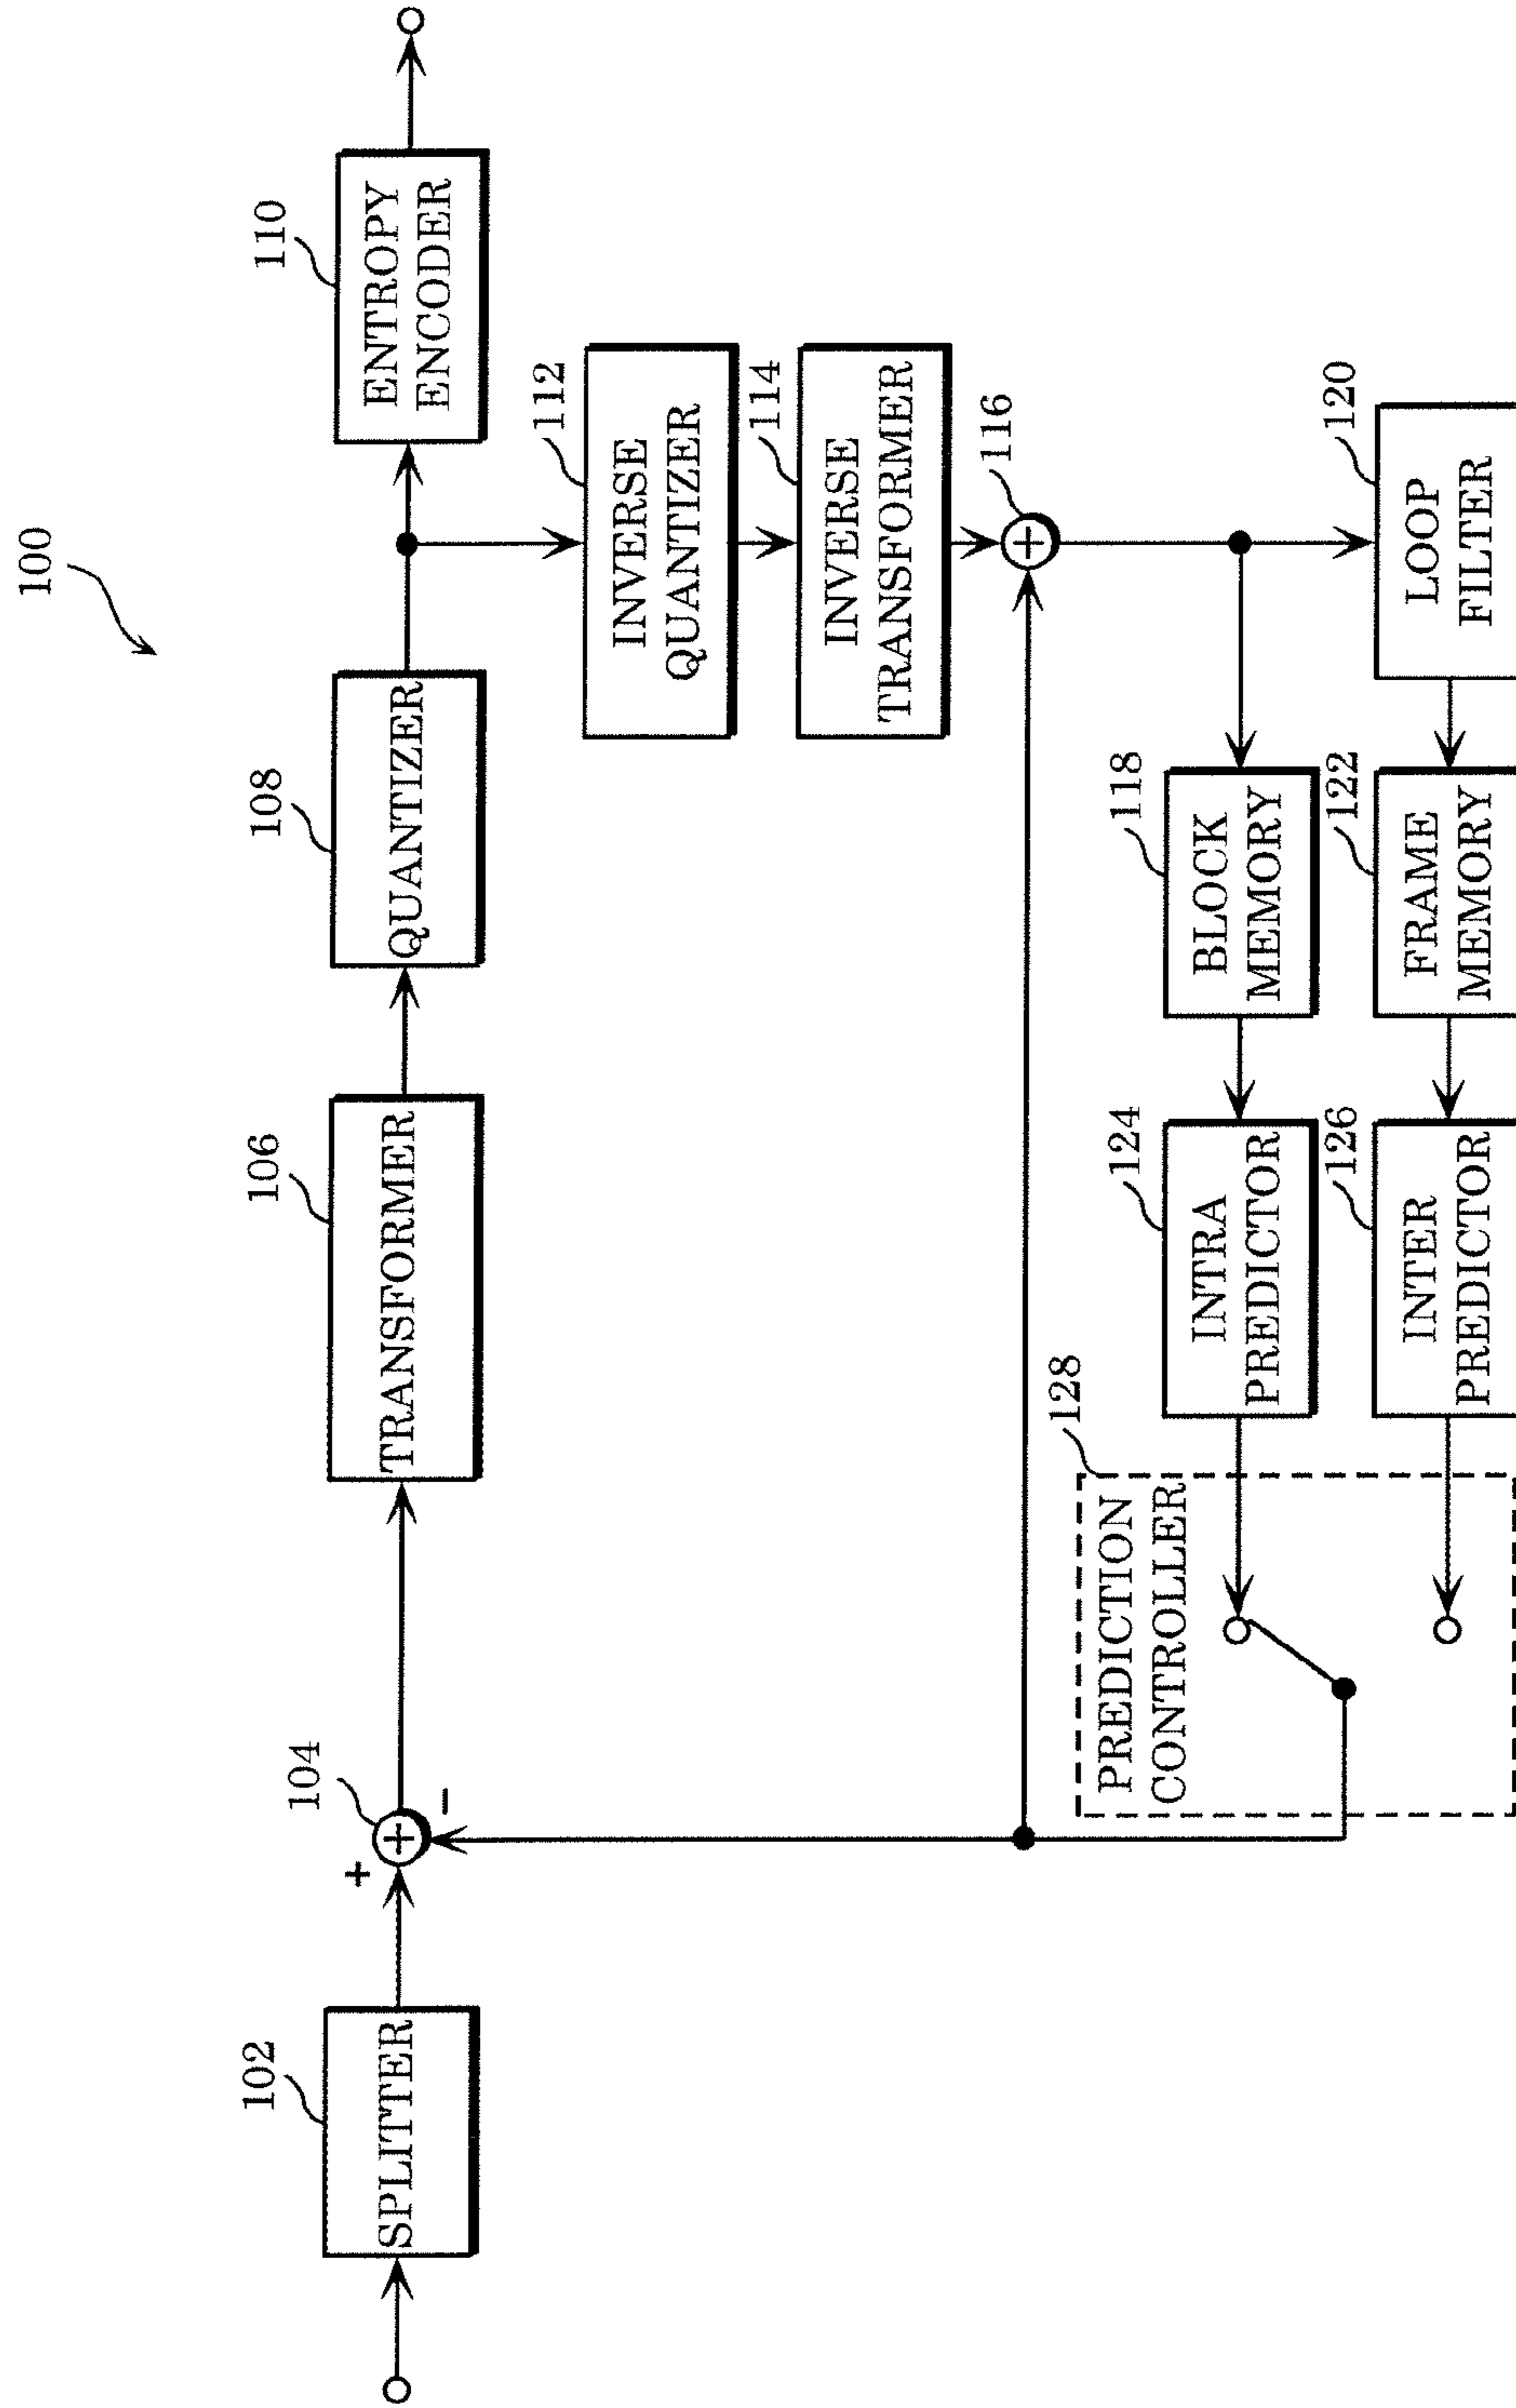 100
102
SPLITTER
+
104
−
106
TRANSFORMER
108
QUANTIZER
110
ENTROPY
ENCODER
112
INVERSE
QUANTIZER
114
INVERSE
TRANSFORMER
116
128
PREDICTION
CONTROLLER
124
INTRA
PREDICTOR
118
BLOCK
MEMORY
126
INTER
PREDICTOR
122
FRAME
MEMORY
120
LOOP
FILTER